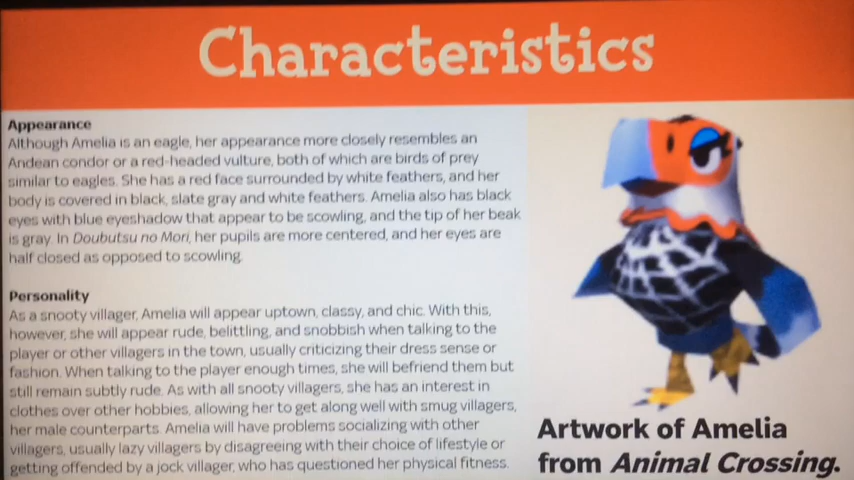 Characteristics
Appearance
Although Amelia is an eagle, her appearance more closely resembles an
Andean condor or a red-headed vulture, both of which are birds of prey
similar to eagles. She has a red face surrounded by white feathers, and her
body is covered in black, slate gray and white feathers. Amelia also has black
eyes with blue eyeshadow that appear to be scowling, and the tip of her beak
is gray. In Doubutsu no Mori, her pupils are more centered, and her eyes are
half closed as opposed to scowling.
Personality
As a snooty villager, Amelia will appear uptown, classy, and chic. With this,
however, she will appear rude, belittling, and snobbish when talking to the
player or other villagers in the town, usually criticizing their dress sense or
fashion. When talking to the player enough times, she will befriend them but
still remain subtly rude. As with all snooty villagers, she has an interest in
clothes over other hobbies, allowing her to get along well with smug villagers,
her male counterparts. Amelia will have problems socializing with other
villagers, usually lazy villagers by disagreeing with their choice of lifestyle or
getting offended by a jock villager, who has questioned her physical fitness.
Artwork of Amelia
from Animal Crossing.